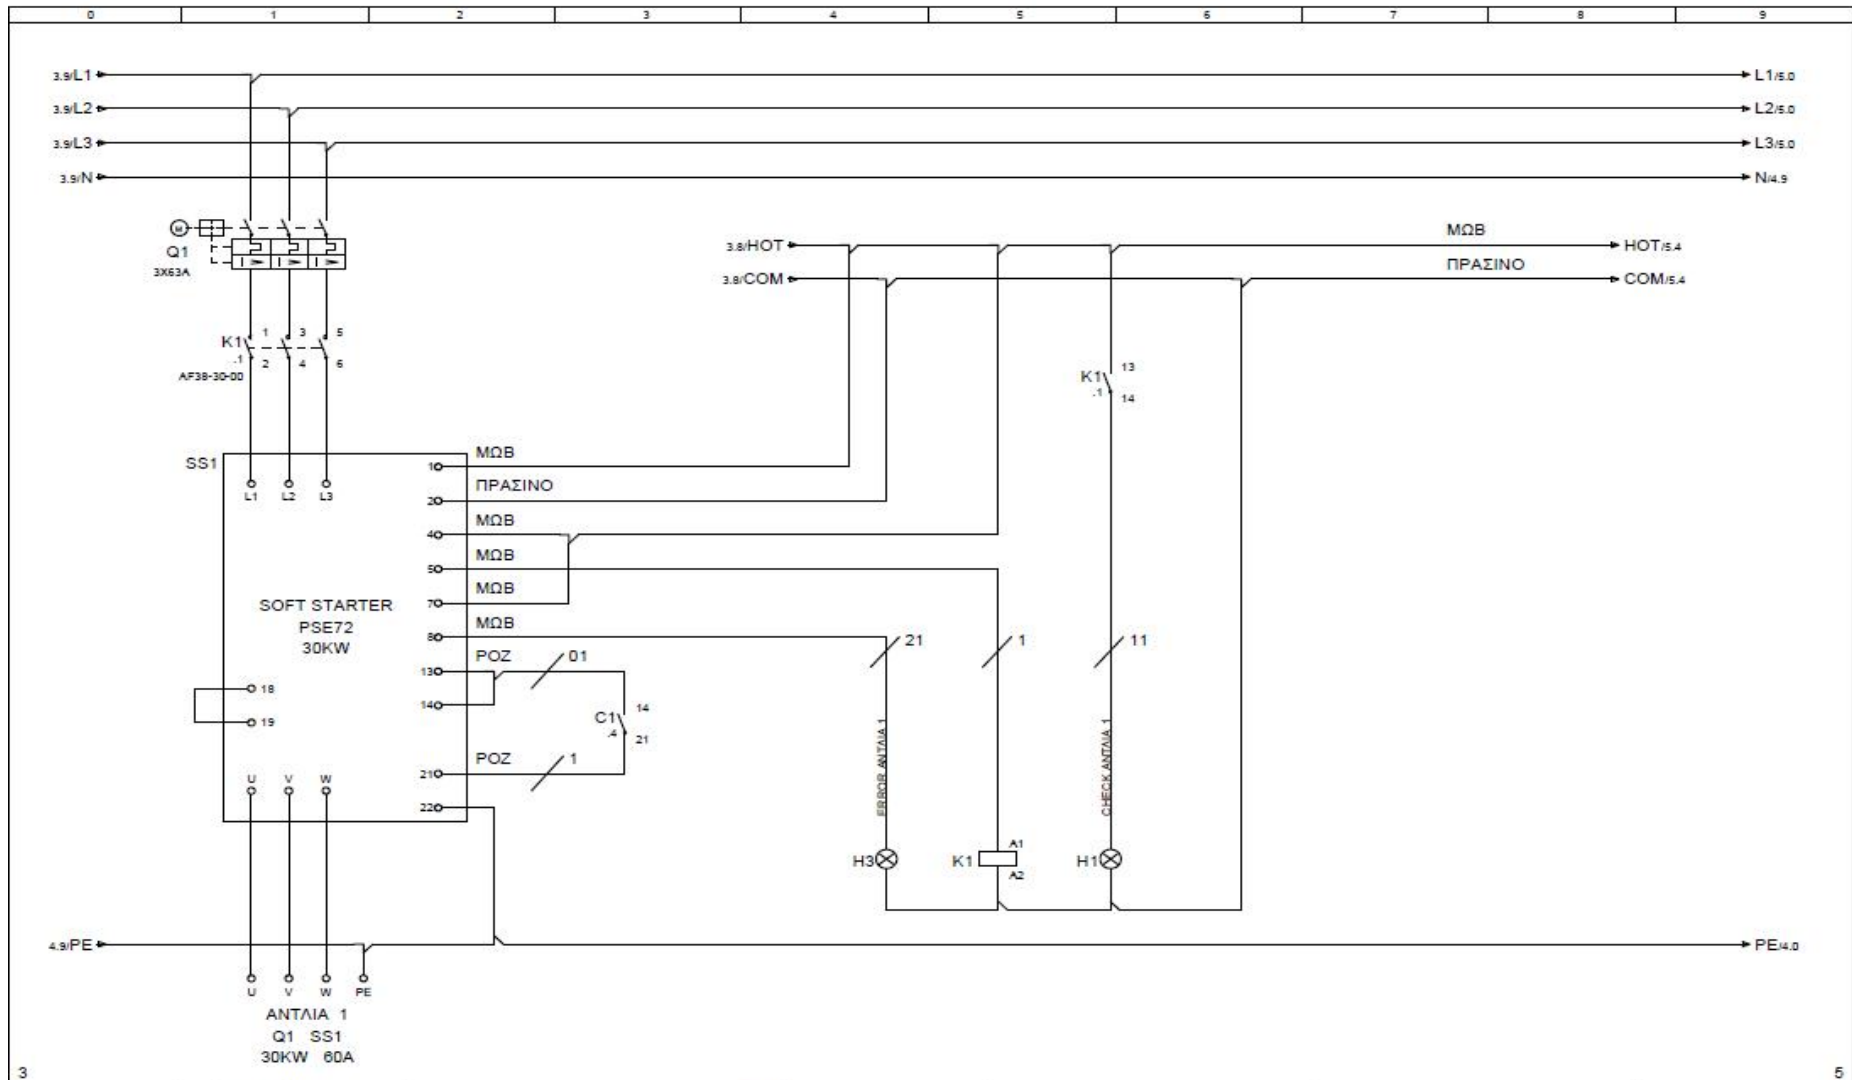 0 1 2 3 4 5 6 7 8 9
3.9/L1 L1/5.0
3.9/L2 L2/5.0
3.9/L3 L3/5.0
3.9/N N/4.9
M
Q1
3X63A
3.8/HOT ΜΩΒ HOT/5.4
3.8/COM ΠΡΑΣΙΝΟ COM/5.4
K1 1 3 5
.1 2 4 6
AF38-30-00
K1 13
.1 14
SS1
L1 L2 L3
1 ΜΩΒ
2 ΠΡΑΣΙΝΟ
4 ΜΩΒ
5 ΜΩΒ
7 ΜΩΒ
8 ΜΩΒ
SOFT STARTER
PSE72
30KW
21 1 11
13 ΡΟΖ 01
14
18
19
C1 14
.4 21
21 ΡΟΖ 1
22
U V W
ERROR ΑΝΤΛΙΑ 1
CHECK ΑΝΤΛΙΑ 1
H3 K1 A1 H1
A2
4.9/PE PE/4.0
U V W PE
ΑΝΤΛΙΑ 1
Q1 SS1
30KW 60A
3 5